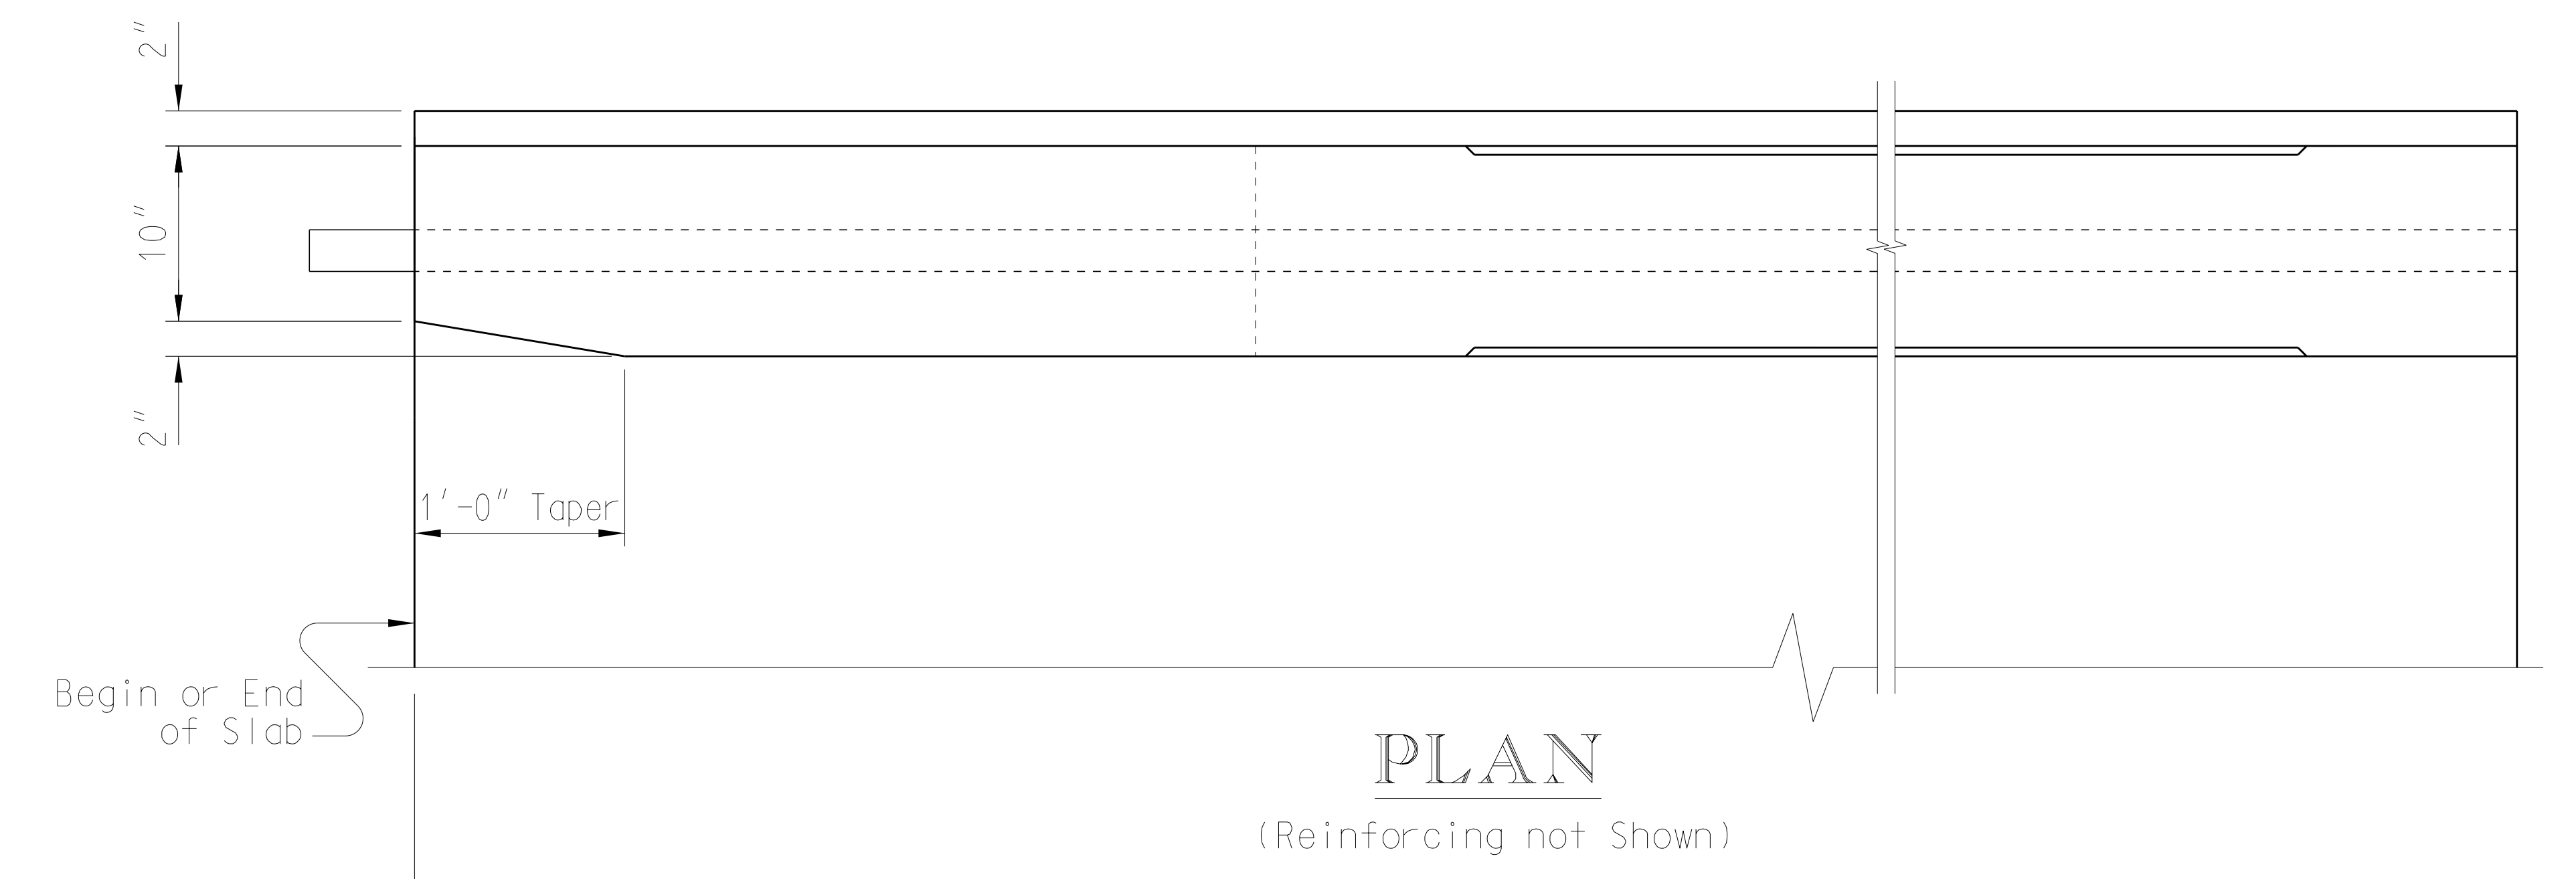 2"
10"
2"
1'-0" Taper
Begin or End
of Slab
PLAN
(Reinforcing not Shown)